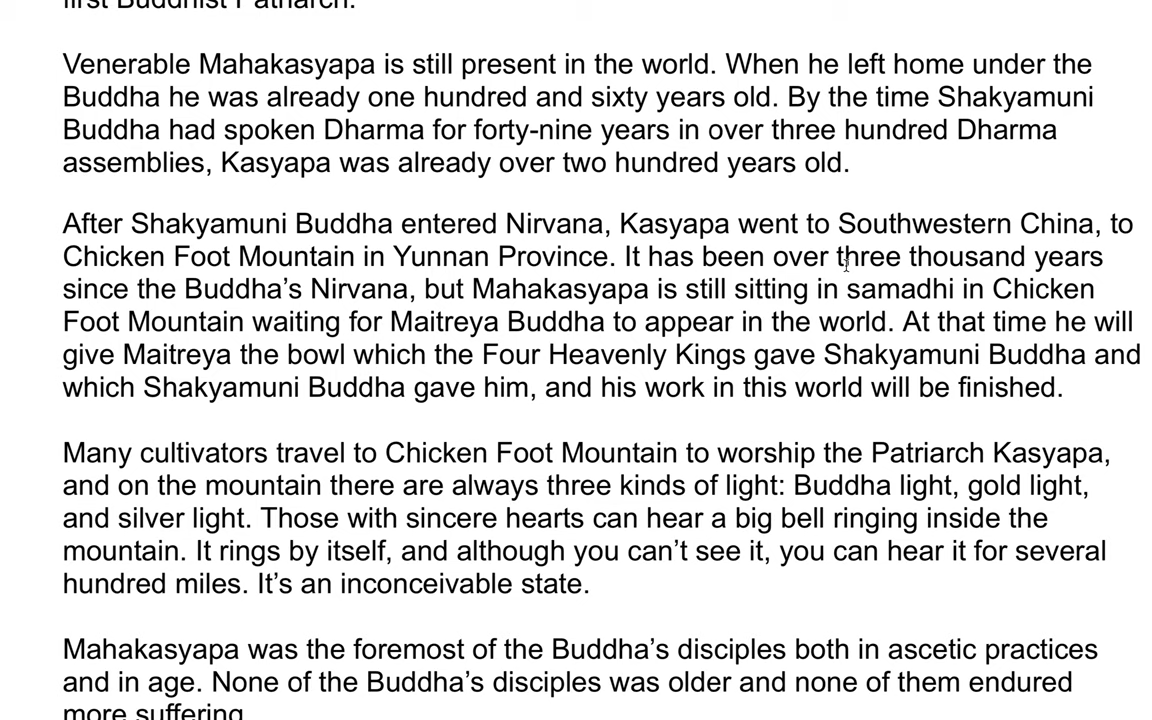 first Buddhist Patriarch.
Venerable Mahakasyapa is still present in the world. When he left home under the
Buddha he was already one hundred and sixty years old. By the time Shakyamuni
Buddha had spoken Dharma for forty-nine years in over three hundred Dharma
assemblies, Kasyapa was already over two hundred years old.
After Shakyamuni Buddha entered Nirvana, Kasyapa went to Southwestern China, to
Chicken Foot Mountain in Yunnan Province. It has been over three thousand years
since the Buddha’s Nirvana, but Mahakasyapa is still sitting in samadhi in Chicken
Foot Mountain waiting for Maitreya Buddha to appear in the world. At that time he will
give Maitreya the bowl which the Four Heavenly Kings gave Shakyamuni Buddha and
which Shakyamuni Buddha gave him, and his work in this world will be finished.
Many cultivators travel to Chicken Foot Mountain to worship the Patriarch Kasyapa,
and on the mountain there are always three kinds of light: Buddha light, gold light,
and silver light. Those with sincere hearts can hear a big bell ringing inside the
mountain. It rings by itself, and although you can’t see it, you can hear it for several
hundred miles. It’s an inconceivable state.
Mahakasyapa was the foremost of the Buddha’s disciples both in ascetic practices
and in age. None of the Buddha’s disciples was older and none of them endured
more suffering